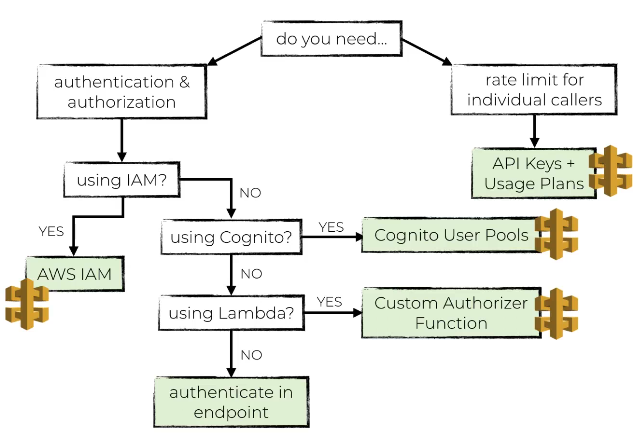 do you need...
authentication &
authorization
rate limit for
individual callers
API Keys +
Usage Plans
using IAM?
NO
YES
using Cognito?
YES
Cognito User Pools
AWS IAM
NO
using Lambda?
YES
Custom Authorizer
Function
NO
authenticate in
endpoint